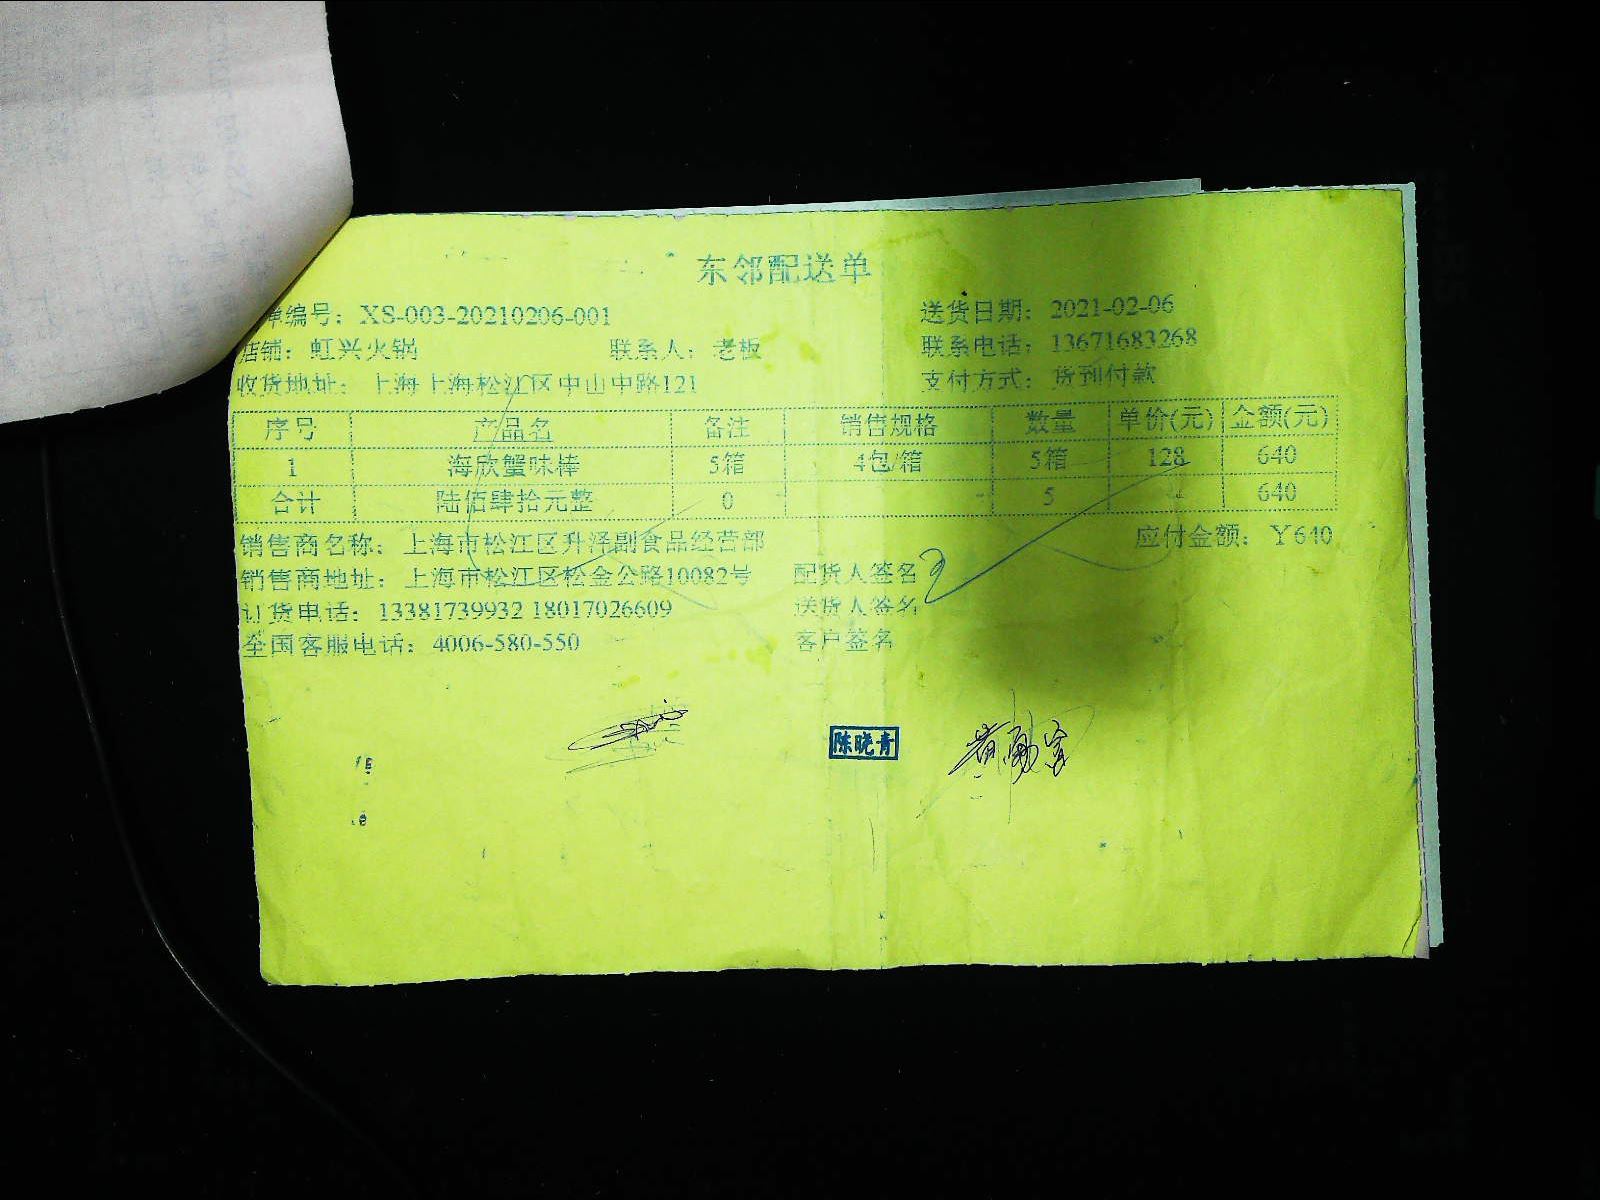 东邻配送单
单编号：XS-003-20210206-001 送货日期：2021-02-06
店铺：虹兴火锅 联系人：老板 联系电话：13671683268
收货地址：上海上海松江区中山中路121 支付方式：货到付款
序号 产品名 备注 销售规格 数量 单价(元) 金额(元)
1 海欣蟹味棒 5箱 4包/箱 5箱 128 640
合计 陆佰肆拾元整 0 5 640
销售商名称：上海市松江区升泽副食品经营部 应付金额：Y640
销售商地址：上海市松江区松金公路10082号 配货人签名
订货电话：13381739932 18017026609 送货人签名
全国客服电话：4006-580-550 客户签名
陈晓青